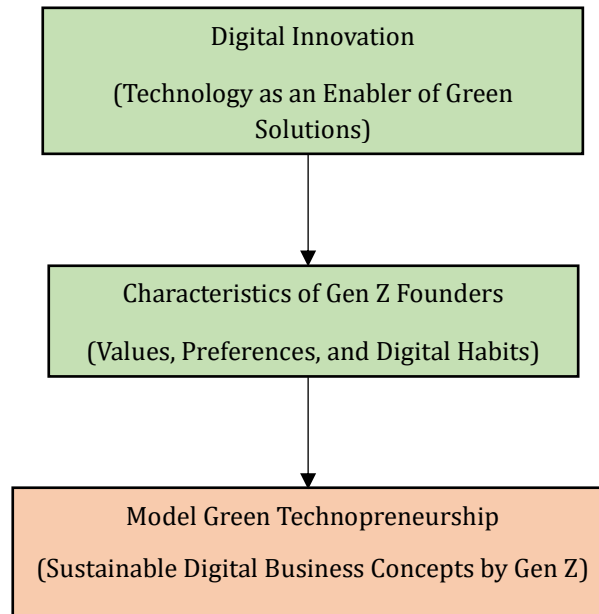 Digital Innovation
(Technology as an Enabler of Green
Solutions)
Characteristics of Gen Z Founders
(Values, Preferences, and Digital Habits)
Model Green Technopreneurship
(Sustainable Digital Business Concepts by Gen Z)